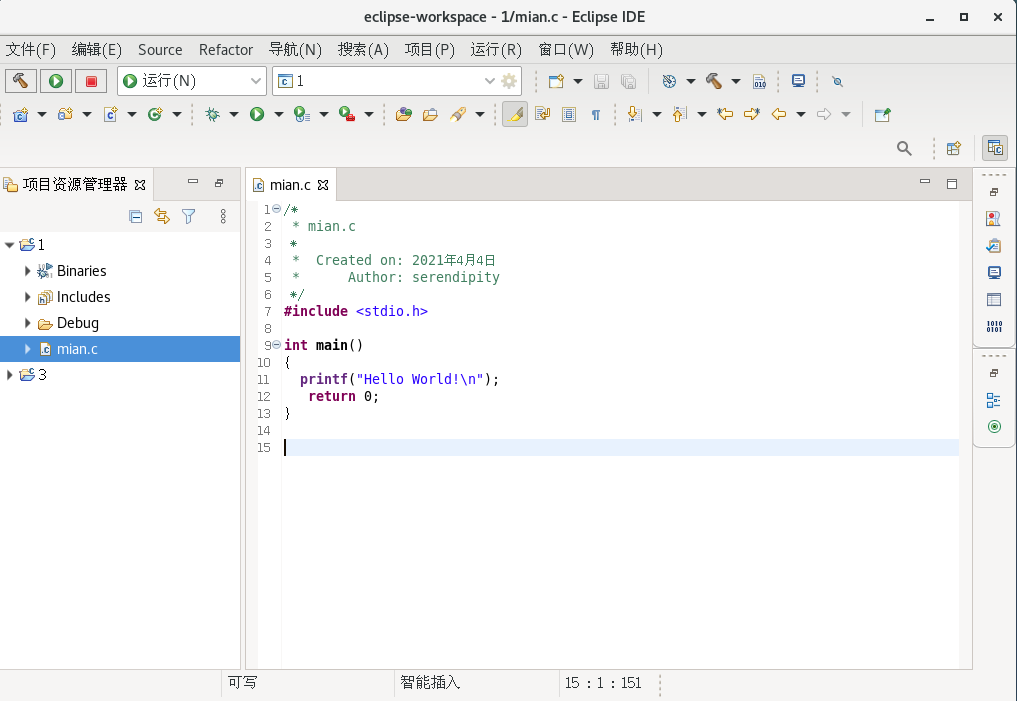 eclipse-workspace - 1/mian.c - Eclipse IDE
文件(F) 编辑(E) Source Refactor 导航(N) 搜索(A) 项目(P) 运行(R) 窗口(W) 帮助(H)
运行(N) 1
项目资源管理器
mian.c
1
Binaries
Includes
Debug
mian.c
3
1 /*
2 * mian.c
3 *
4 *  Created on: 2021年4月4日
5 *      Author: serendipity
6 */
7 #include <stdio.h>
8
9 int main()
10 {
11   printf("Hello World!\n");
12    return 0;
13 }
14
15
可写 智能插入 15 : 1 : 151